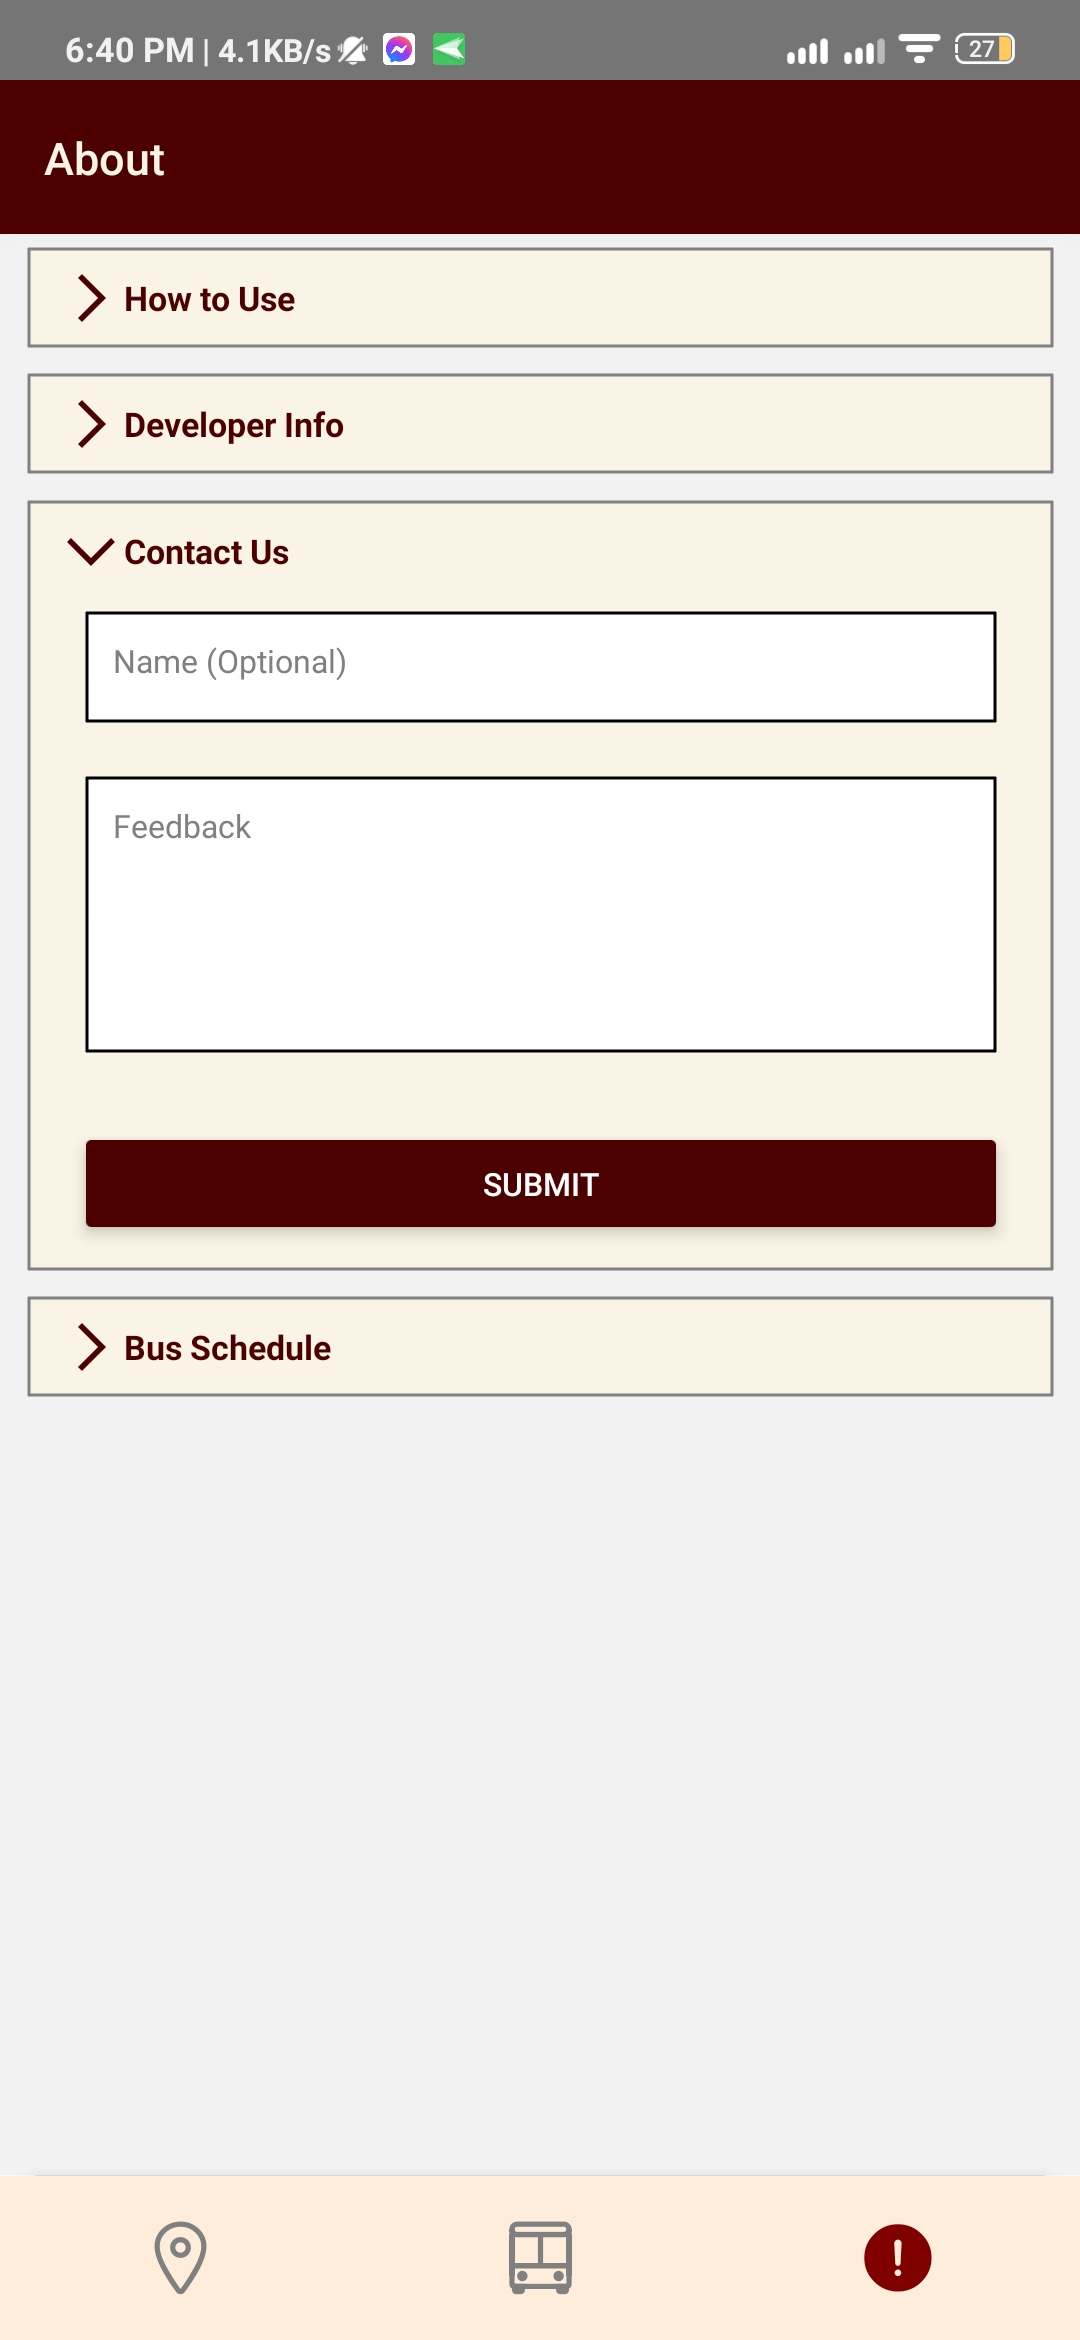 6:40 PM | 4.1KB/s
27
About
How to Use
Developer Info
Contact Us
Name (Optional)
Feedback
SUBMIT
Bus Schedule